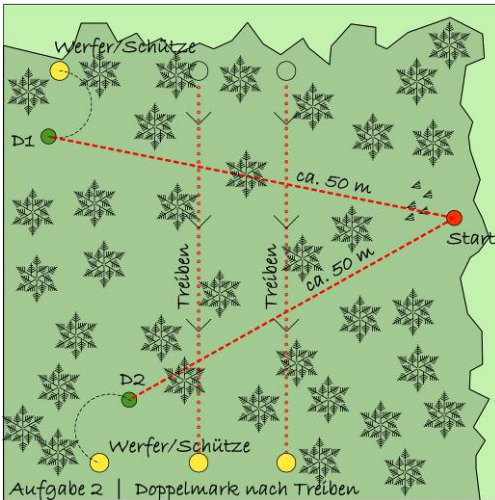 Werfer/Schütze
D1
ca. 50 m
Start
Treiben
Treiben
ca. 50 m
D2
Werfer/Schütze
Aufgabe 2 | Doppelmark nach Treiben